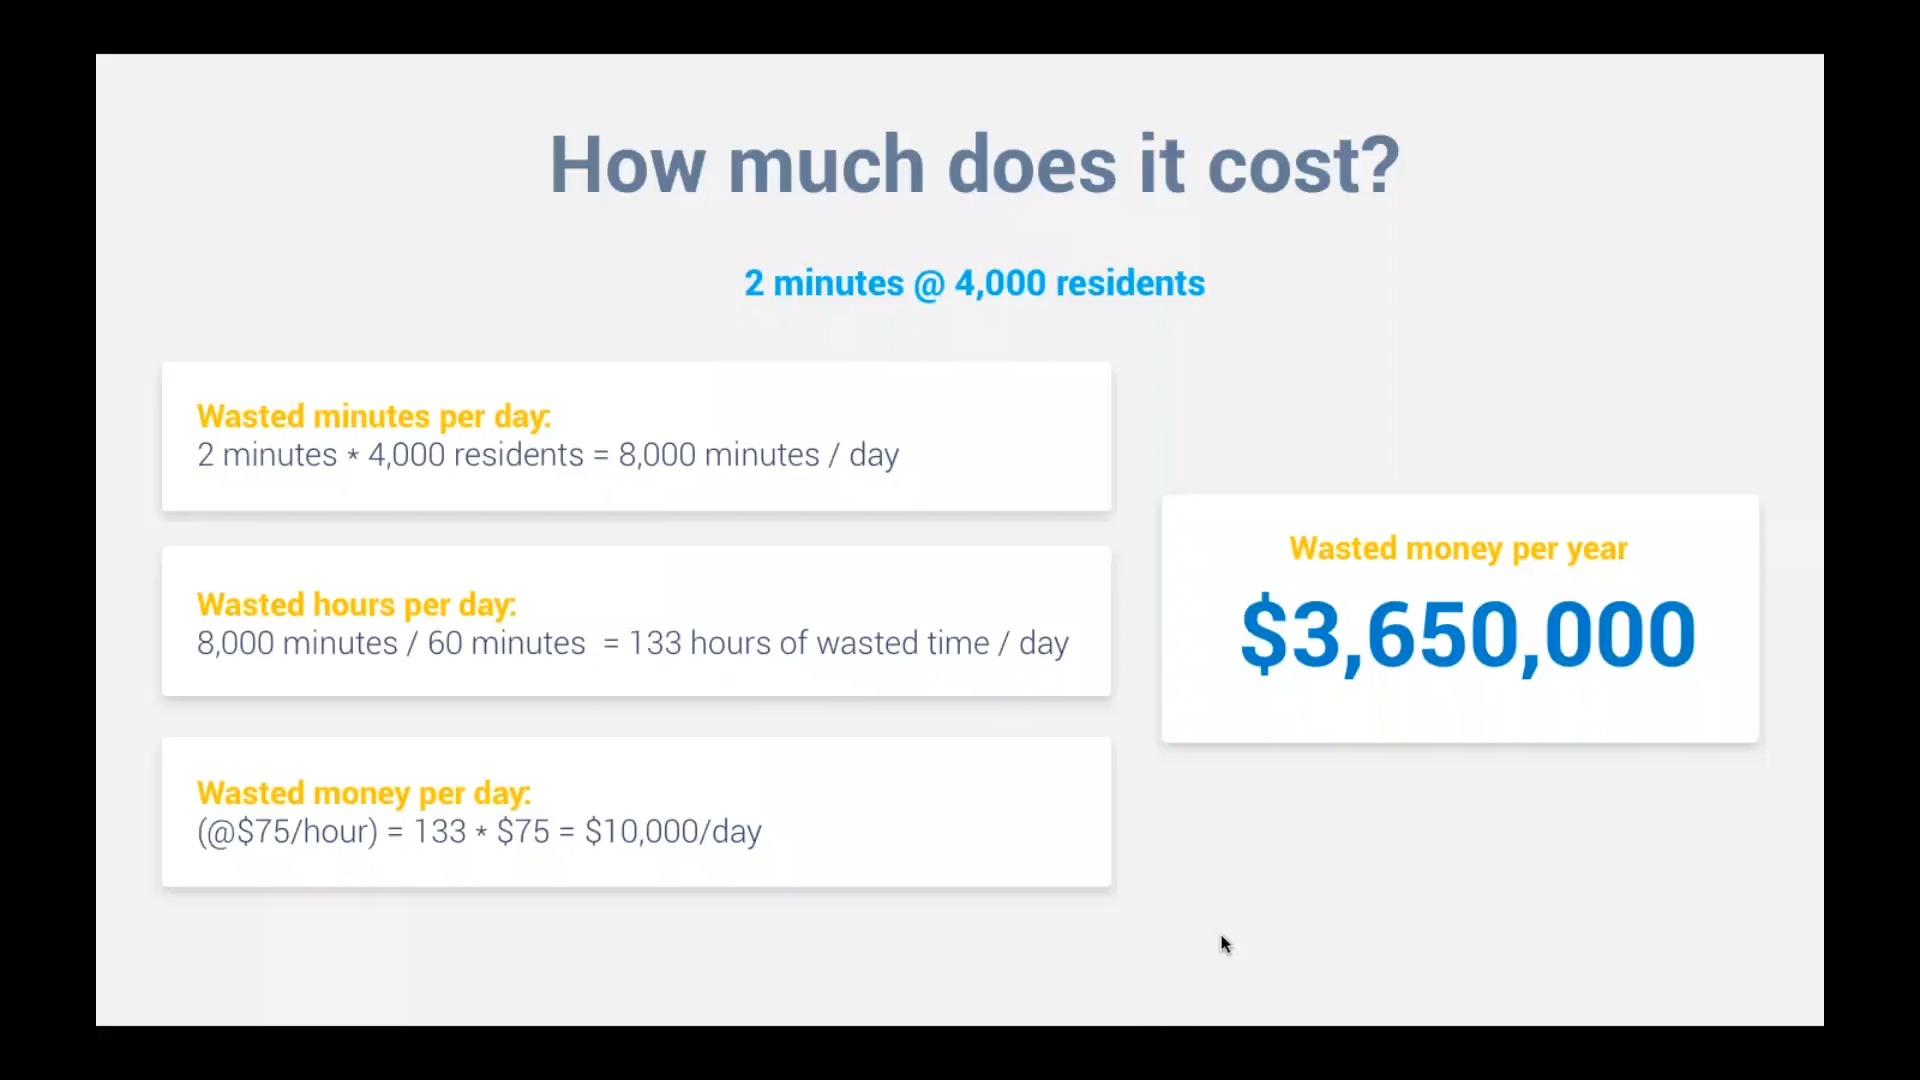 How much does it cost?
2 minutes @ 4,000 residents
Wasted minutes per day:
2 minutes * 4,000 residents = 8,000 minutes / day
Wasted hours per day:
8,000 minutes / 60 minutes  = 133 hours of wasted time / day
Wasted money per day:
(@$75/hour) = 133 * $75 = $10,000/day
Wasted money per year
$3,650,000